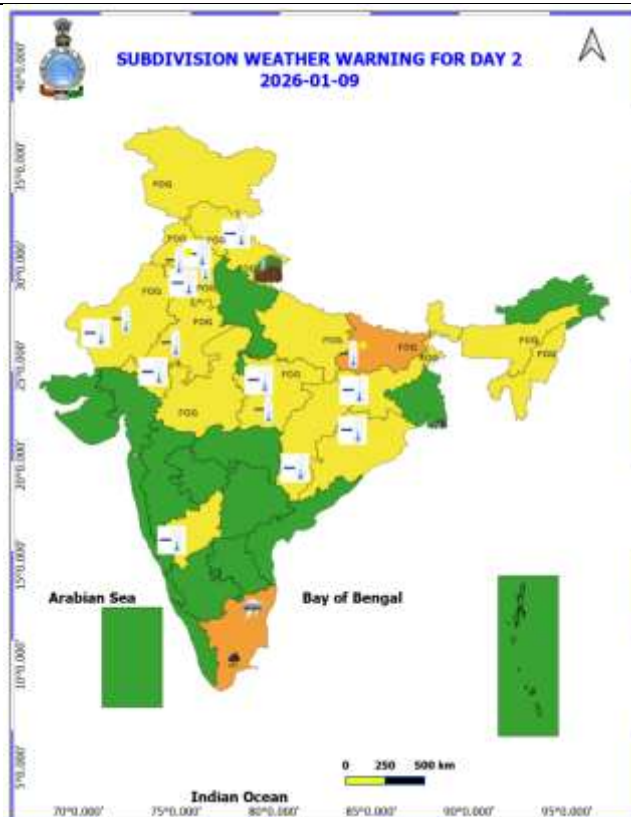 SUBDIVISION WEATHER WARNING FOR DAY 2
2026-01-09
40°0.000'
35°0.000'
FOG
FOG
FOG
30°0.000'
FOG
FOG
FOG
FOG
FOG
FOG
FOG
FOG
25°0.000'
FOG
FOG
FOG
20°0.000'
15°0.000'
Arabian Sea
Bay of Bengal
10°0.000'
0 250 500 km
5°0.000'
Indian Ocean
70°0.000' 75°0.000' 80°0.000' 85°0.000' 90°0.000' 95°0.000'